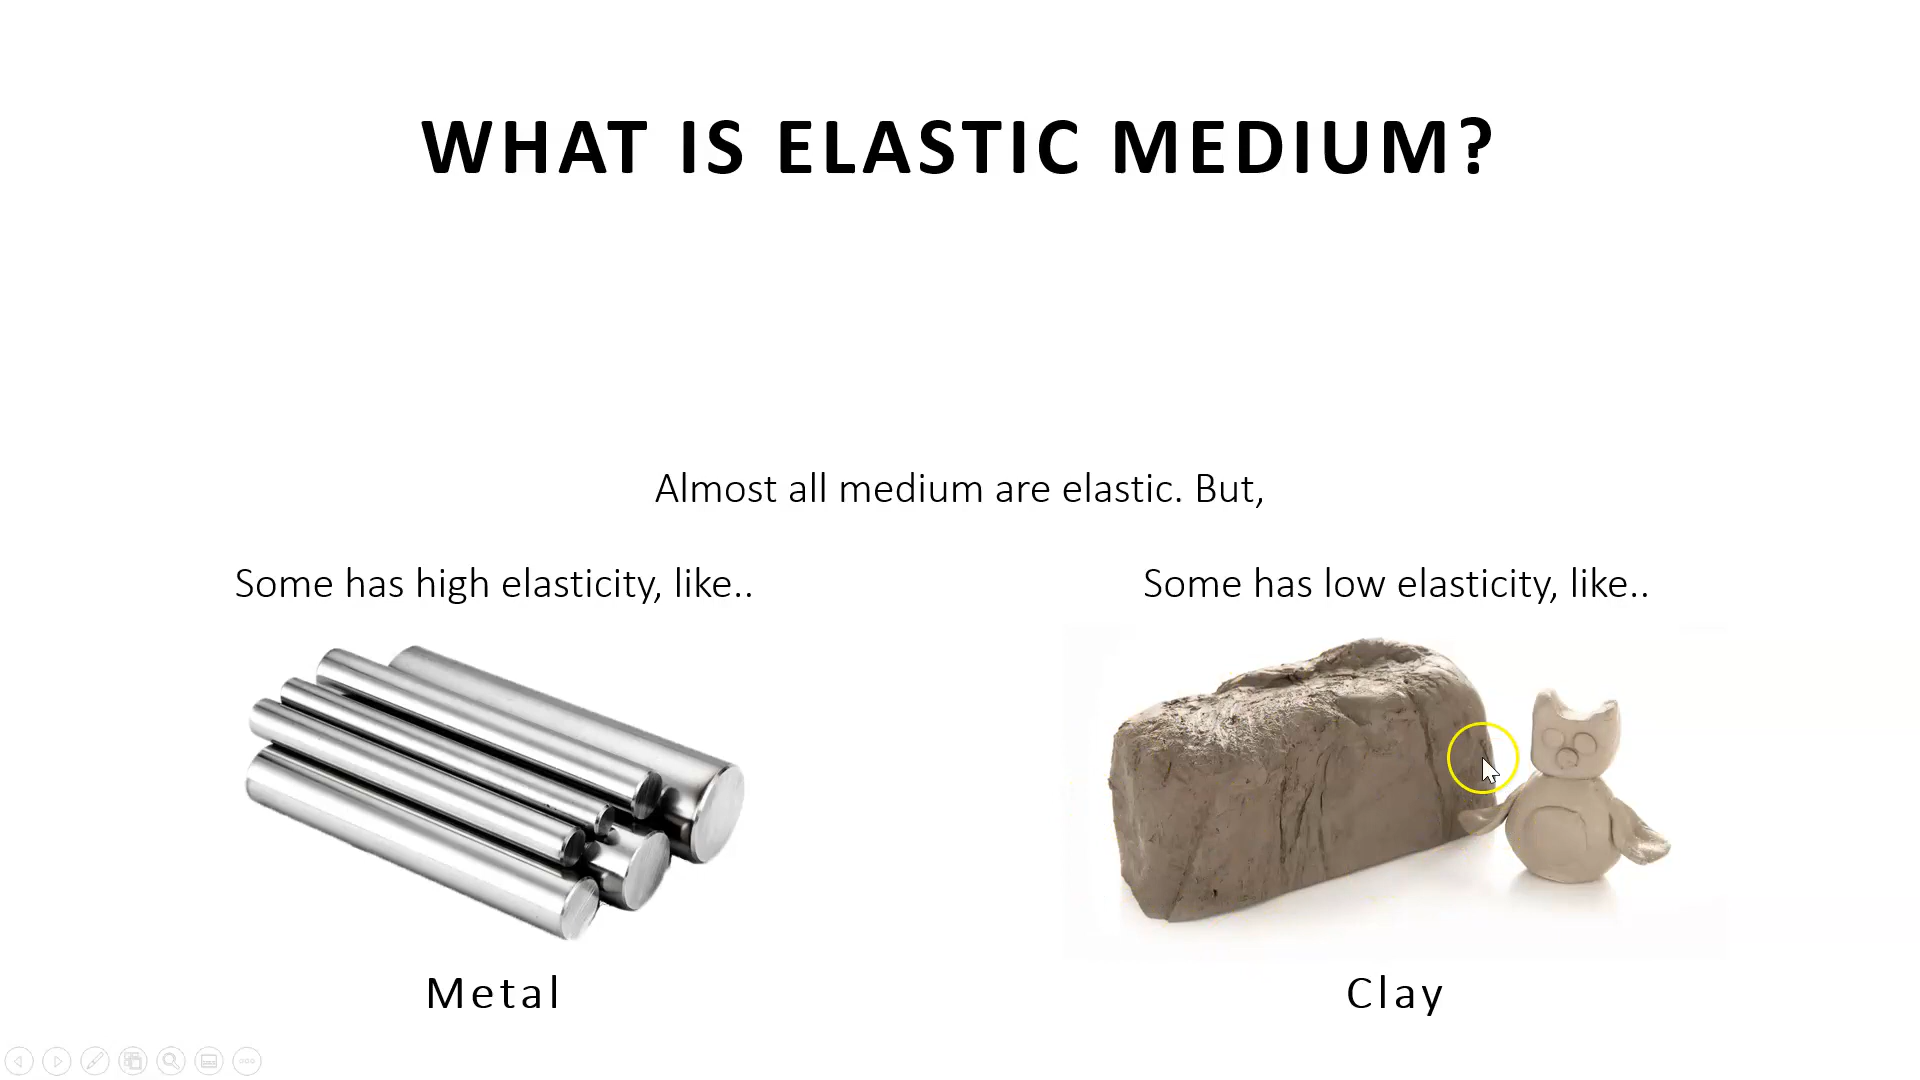 WHAT IS ELASTIC MEDIUM?
Almost all medium are elastic. But,
Some has high elasticity, like..
Some has low elasticity, like..
Metal
Clay